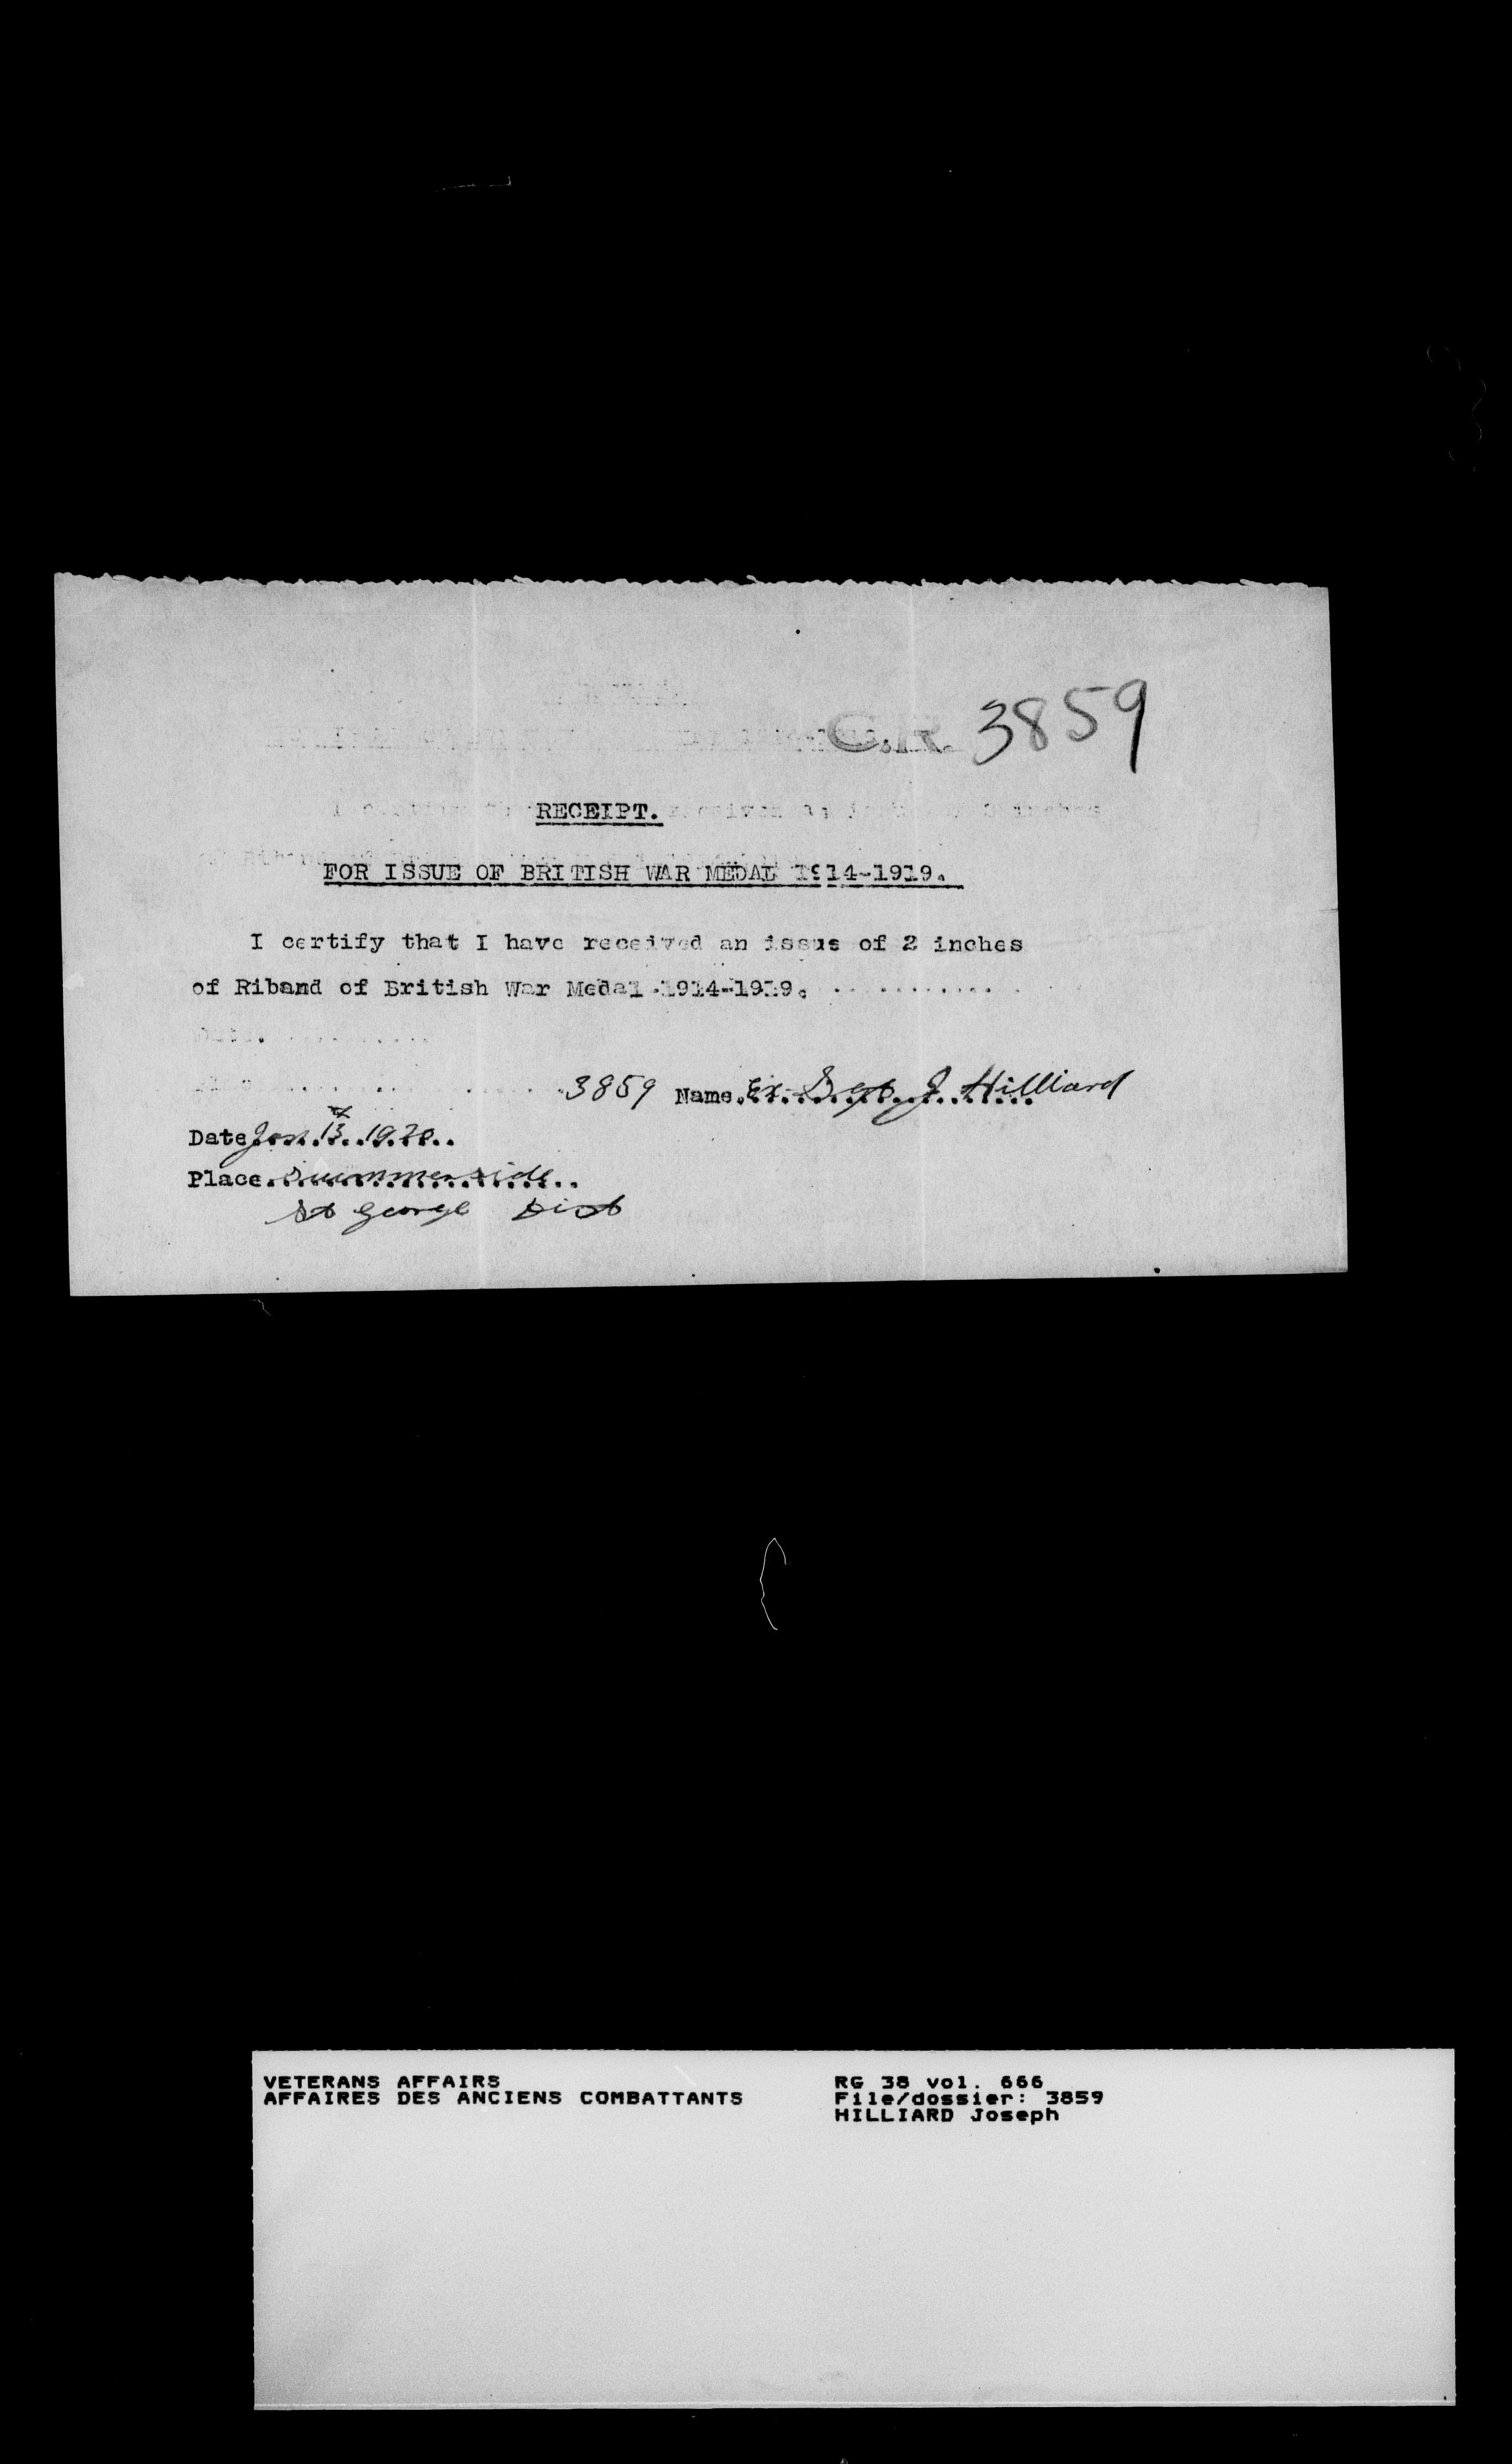 C.R. 3859
RECEIPT.
FOR ISSUE OF BRITISH WAR MEDAL 1914-1919.
I certify that I have received an issue of 2 inches
of Riband of British War Medal 1914-1919.
3859 Name. Ex. Sgt J Hilliard
Date Jan. 13th. 1920..
Place. Summerside..
St George Dist
VETERANS AFFAIRS
AFFAIRES DES ANCIENS COMBATTANTS
RG 38 vol. 666
File/dossier: 3859
HILLIARD Joseph